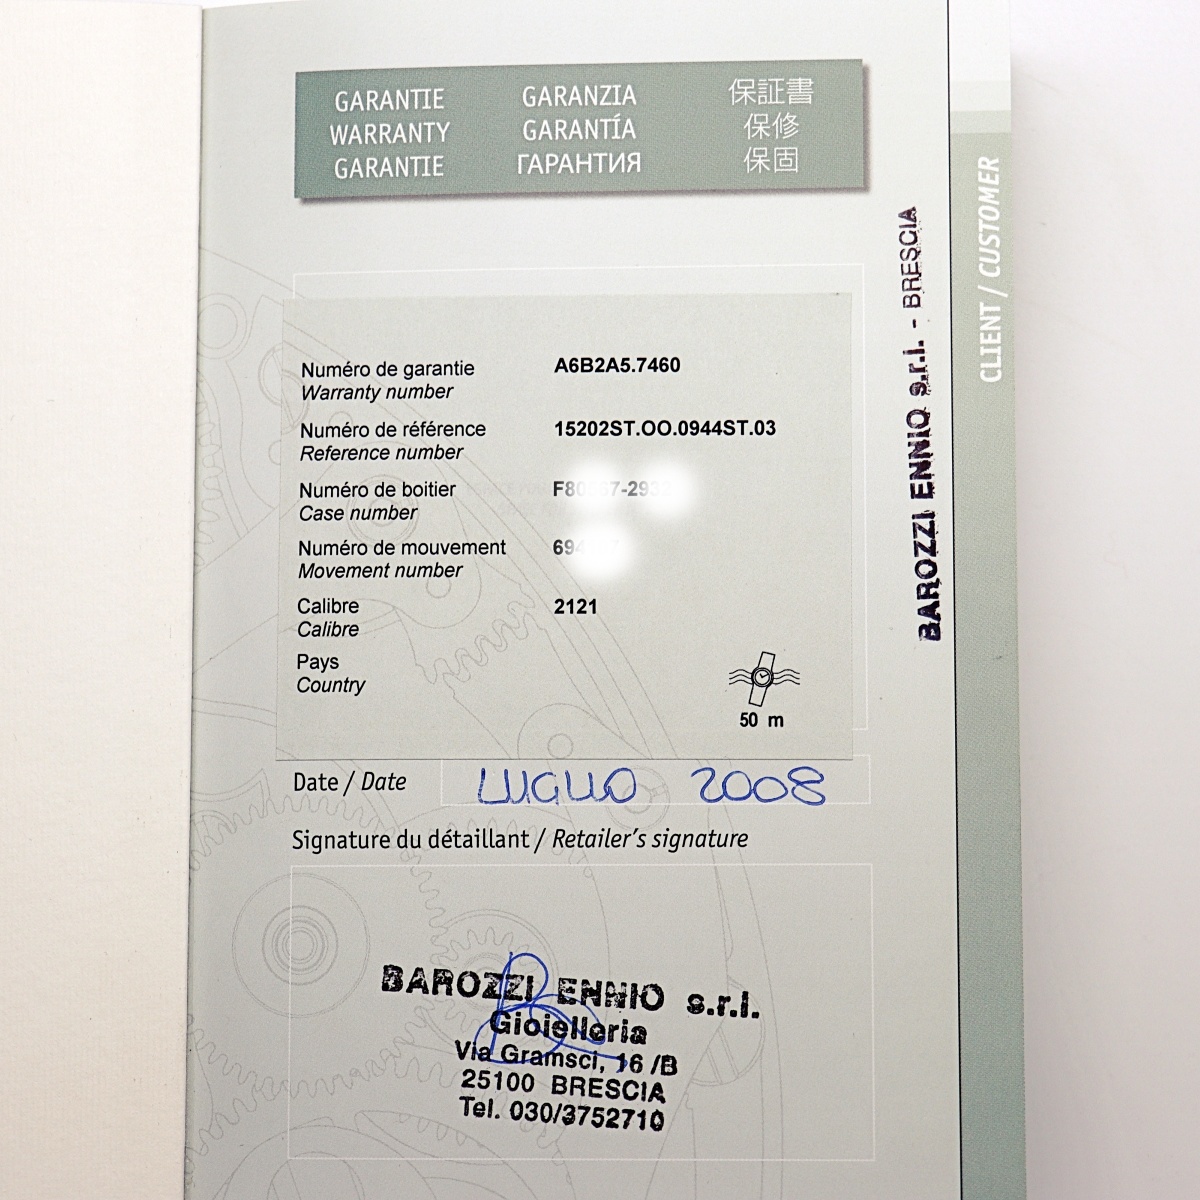 GARANTIE
WARRANTY
GARANTIE
GARANZIA
GARANTÍA
ГАРАНТИЯ
保証書
保修
保固
CLIENT / CUSTOMER
BAROZZI ENNIO s.r.l. - BRESCIA
Numéro de garantie A6B2A5.7460
Warranty number
Numéro de référence 15202ST.OO.0944ST.03
Reference number
Numéro de boitier
Case number
Numéro de mouvement
Movement number
Calibre 2121
Calibre
Pays
Country
50 m
Date / Date LUGLIO 2008
Signature du détaillant / Retailer's signature
BAROZZI ENNIO s.r.l.
Gioielleria
Via Gramsci, 16 /B
25100 BRESCIA
Tel. 030/3752710